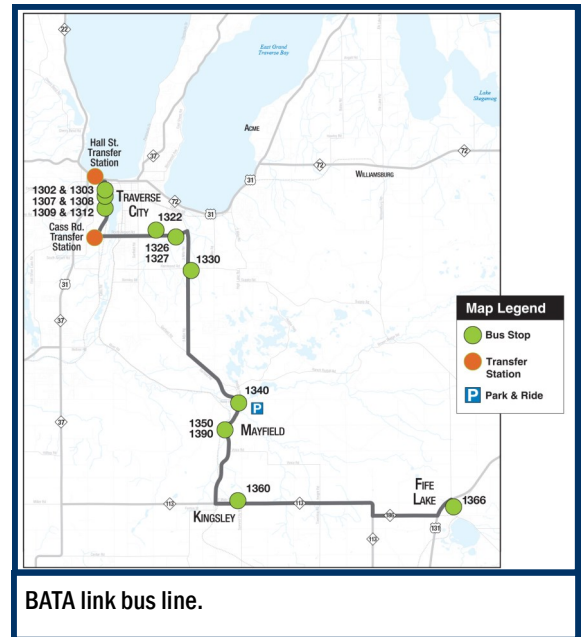 22
East Grand
Traverse Bay
Lake
Skegemog
ACME
Hall St.
Transfer
Station
37
72
72
WILLIAMSBURG
31
1302 & 1303
1307 & 1308
1309 & 1312
TRAVERSE
CITY
72
31
1322
Cass Rd.
Transfer
Station
1326
1327
1330
31
37
Map Legend
Bus Stop
Transfer
Station
P Park & Ride
1340
P
37
1350
1390
MAYFIELD
1360
FIFE
LAKE
1366
113
113
KINGSLEY
186
131
113
BATA link bus line.